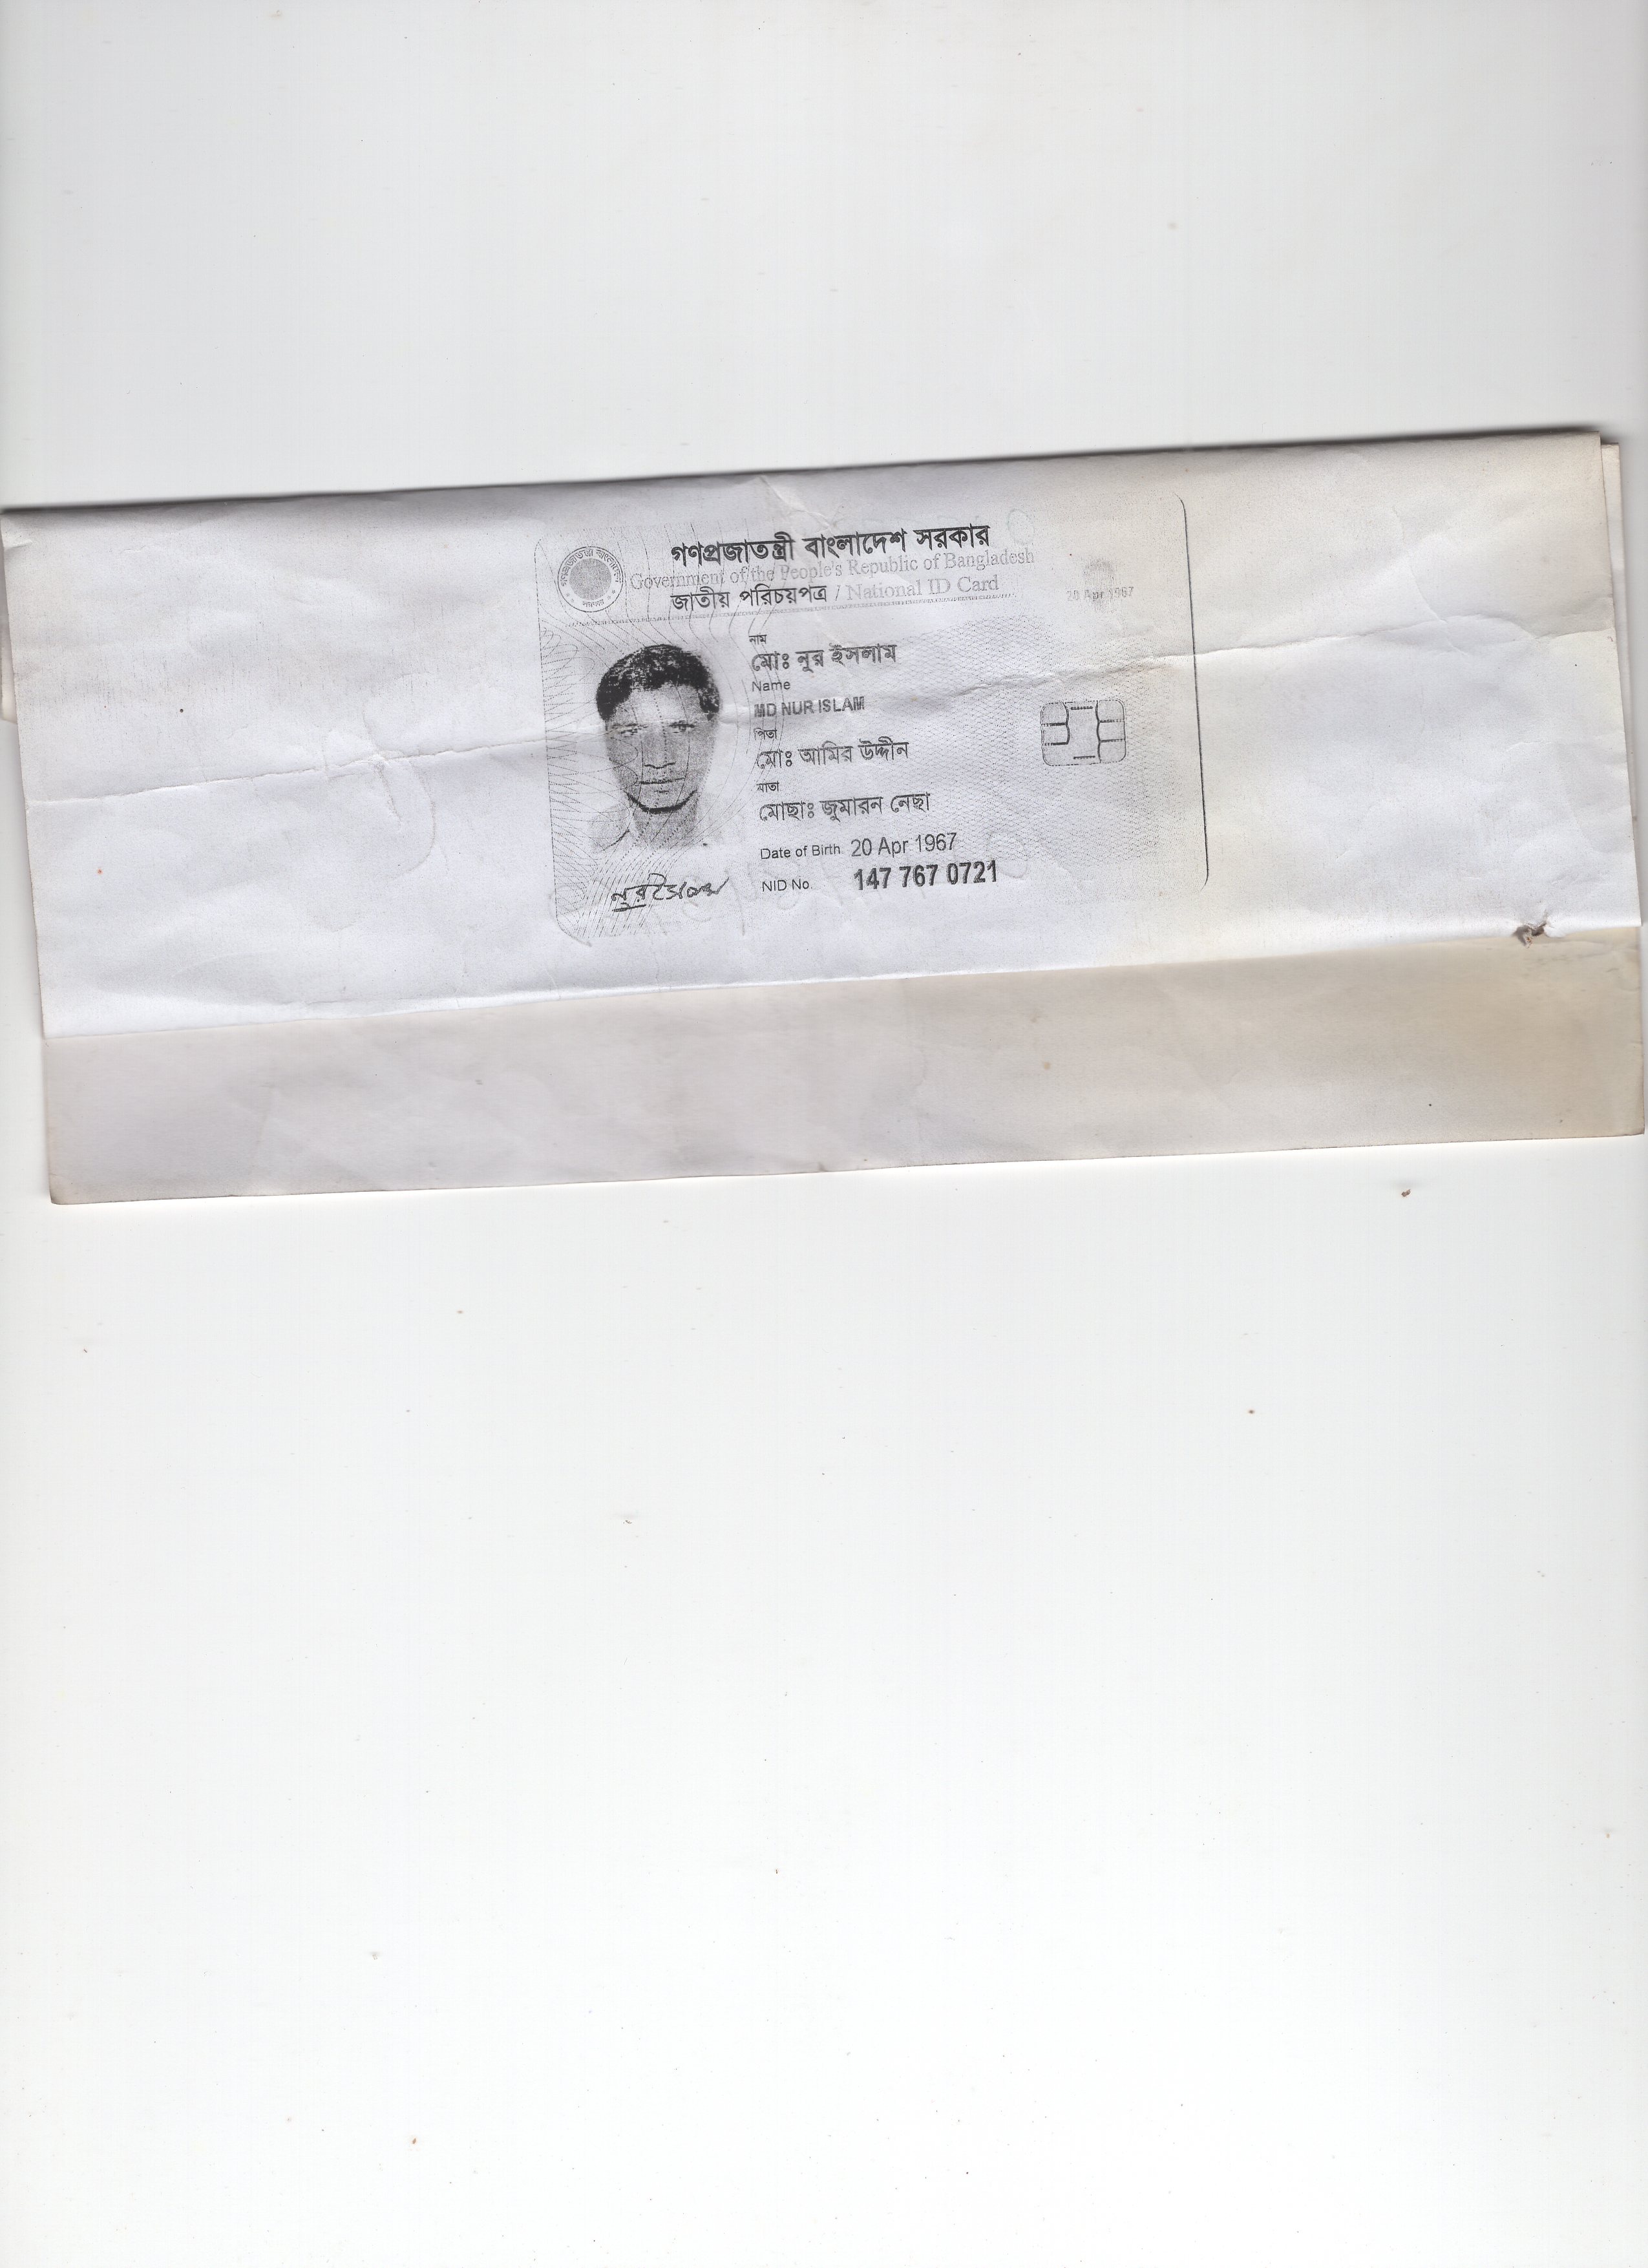 গণপ্রজাতন্ত্রী বাংলাদেশ সরকার
Government of the People's Republic of Bangladesh
জাতীয় পরিচয়পত্র / National ID Card
20 Apr 1967
নাম
মোঃ নুর ইসলাম
Name
MD NUR ISLAM
পিতা
মোঃ আমির উদ্দীন
মাতা
মোছাঃ জুমারন নেছা
Date of Birth 20 Apr 1967
NID No. 147 767 0721
নুর ইসলাম